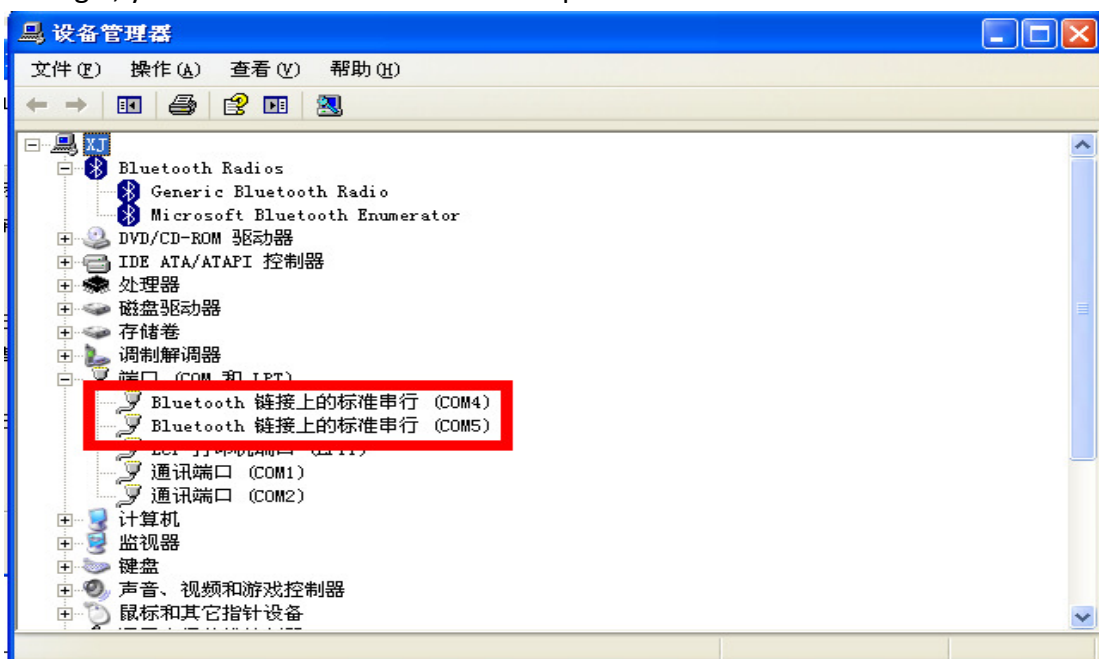 设备管理器
文件(F) 操作(A) 查看(V) 帮助(H)
XJ
Bluetooth Radios
Generic Bluetooth Radio
Microsoft Bluetooth Enumerator
DVD/CD-ROM 驱动器
IDE ATA/ATAPI 控制器
处理器
磁盘驱动器
存储卷
调制解调器
端口 (COM 和 LPT)
Bluetooth 链接上的标准串行 (COM4)
Bluetooth 链接上的标准串行 (COM5)
通讯端口 (COM1)
通讯端口 (COM2)
计算机
监视器
键盘
声音、视频和游戏控制器
鼠标和其它指针设备